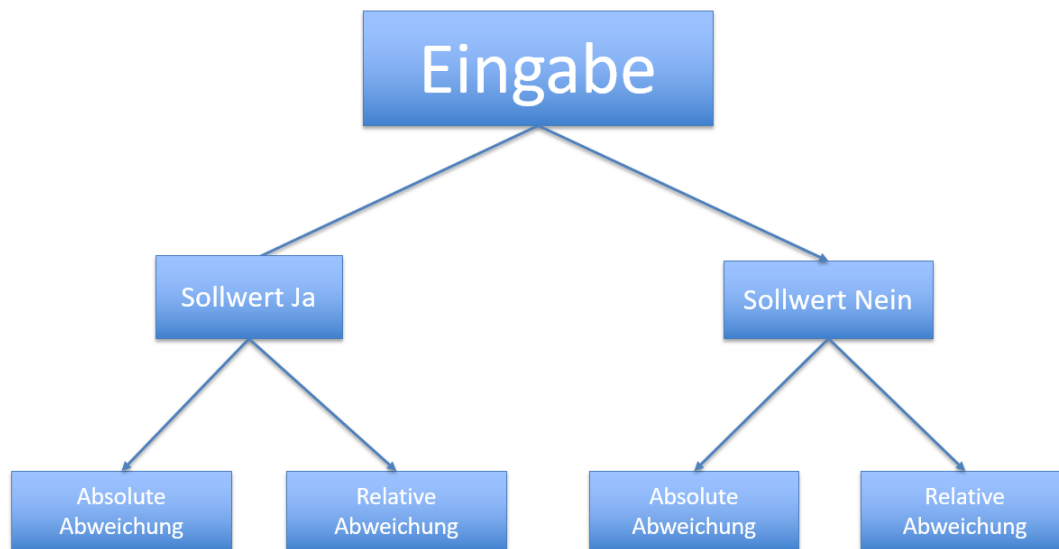 Eingabe
Sollwert Ja
Sollwert Nein
Absolute
Abweichung
Relative
Abweichung
Absolute
Abweichung
Relative
Abweichung